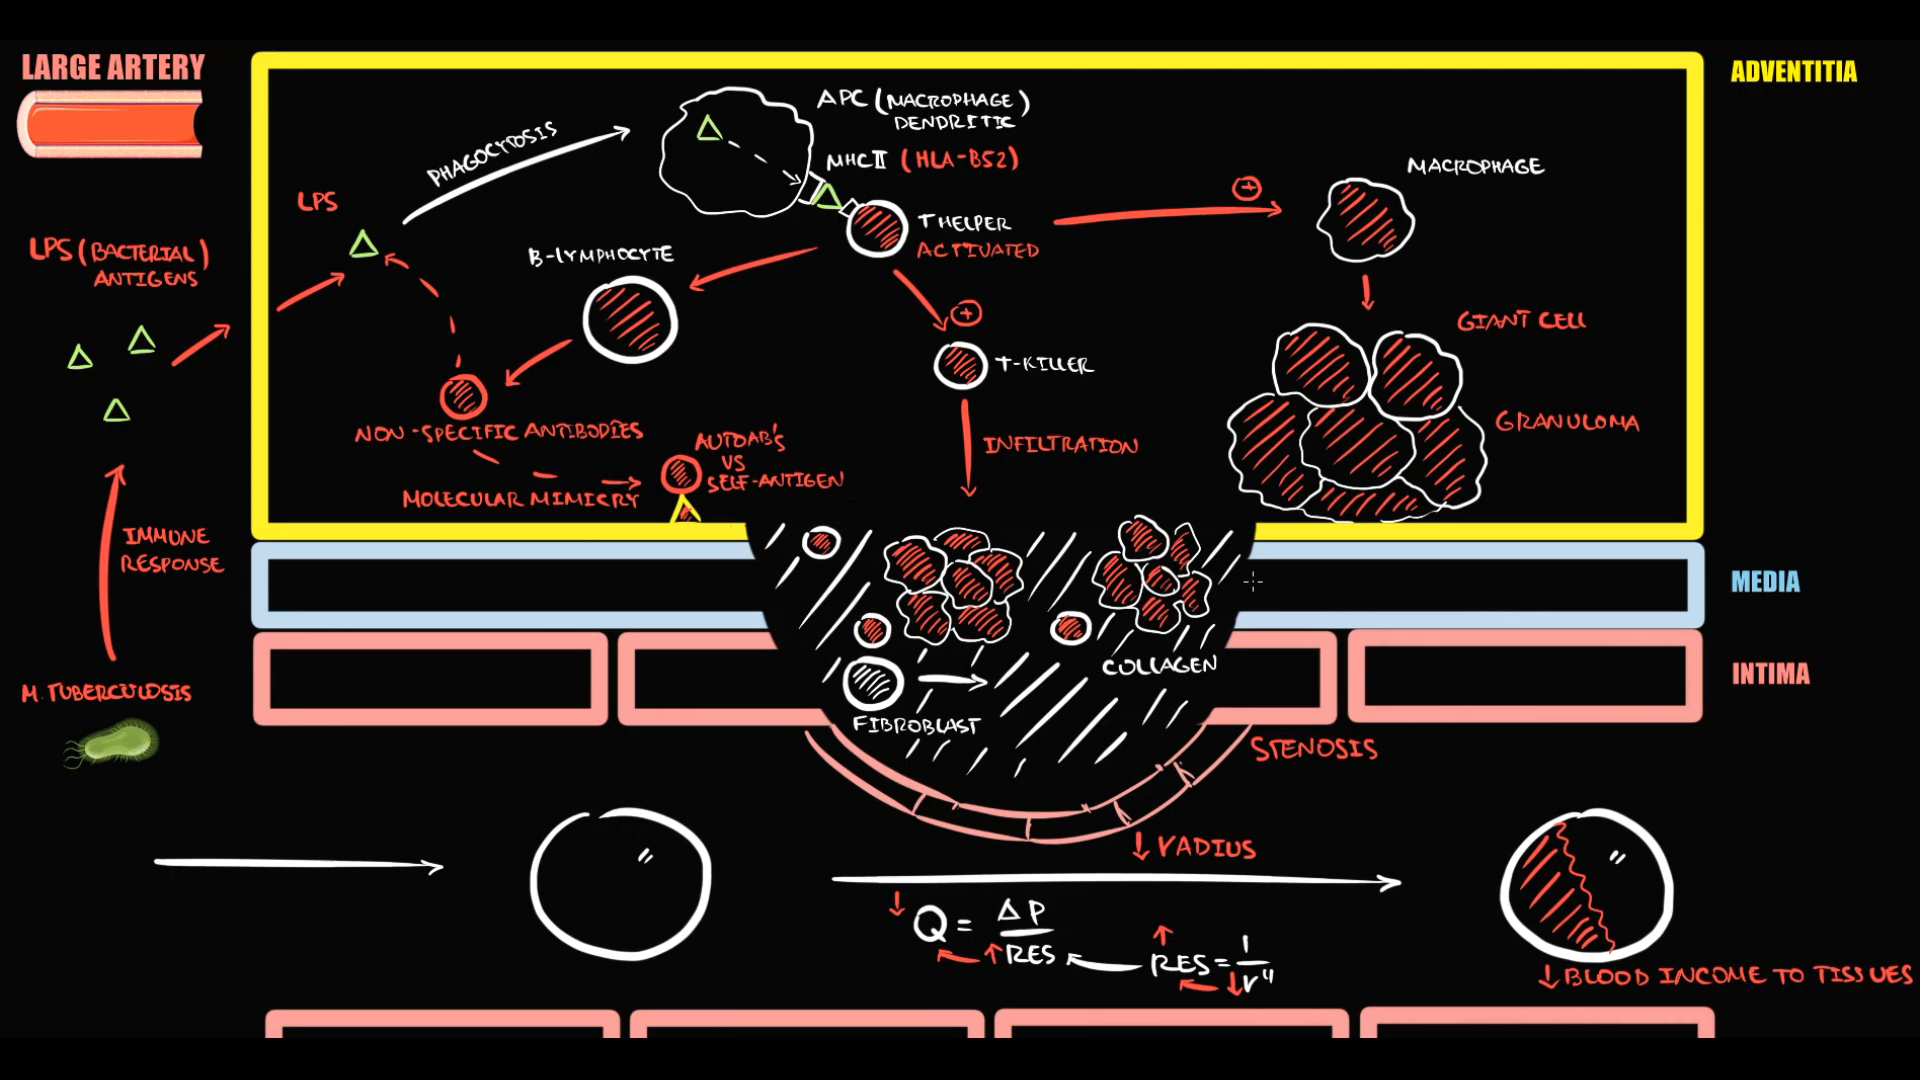 LARGE ARTERY
ADVENTITIA
APC (MACROPHAGE)
DENDRITIC
PHAGOCYTOSIS
MHC II (HLA-B52)
MACROPHAGE
LPS
T HELPER
ACTIVATED
LPS (BACTERIAL)
ANTIGENS
B-LYMPHOCYTE
+
+
GIANT CELL
T-KILLER
GRANULOMA
NON-SPECIFIC ANTIBODIES
AUTOAB'S
VS
SELF-ANTIGEN
INFILTRATION
MOLECULAR MIMICRY
IMMUNE
RESPONSE
MEDIA
COLLAGEN
INTIMA
M. TUBERCULOSIS
FIBROBLAST
STENOSIS
↓ RADIUS
↓ Q = ΔP
↑ RES
↑ RES = 1
↓ r⁴
↓ BLOOD INCOME TO TISSUES